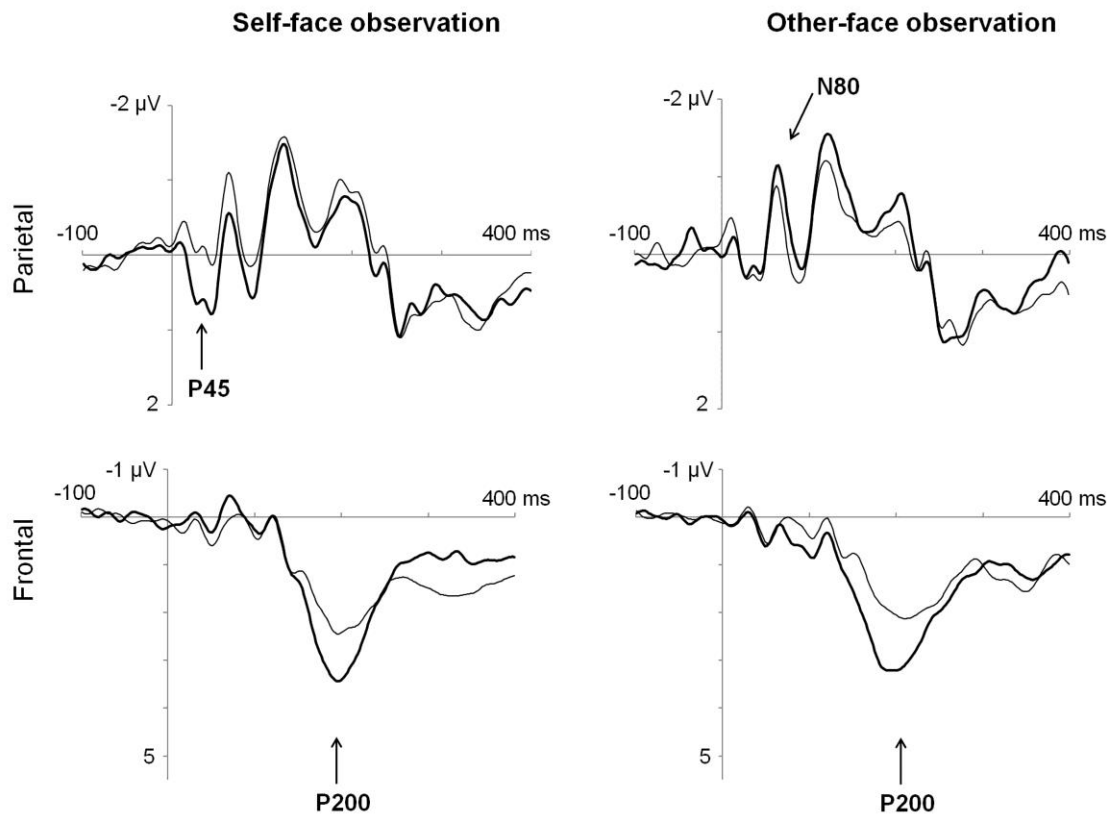 Self-face observation
Other-face observation
Parietal
-2 µV
-100
400 ms
P45
2
-2 µV
N80
-100
400 ms
2
Frontal
-1 µV
-100
400 ms
5
P200
-1 µV
-100
400 ms
5
P200